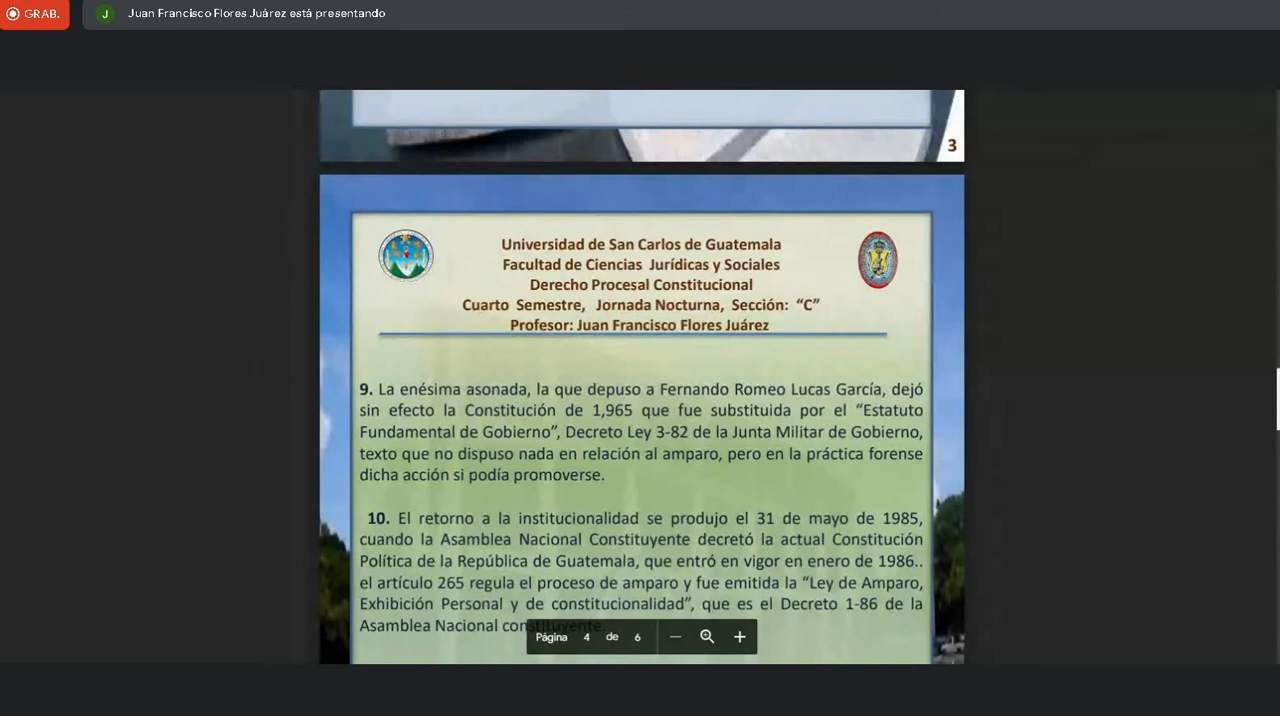 GRAB.
J
Juan Francisco Flores Juárez está presentando
3
Universidad de San Carlos de Guatemala
Facultad de Ciencias Jurídicas y Sociales
Derecho Procesal Constitucional
Cuarto Semestre, Jornada Nocturna, Sección: “C”
Profesor: Juan Francisco Flores Juárez
9. La enésima asonada, la que depuso a Fernando Romeo Lucas García, dejó
sin efecto la Constitución de 1,965 que fue substituida por el “Estatuto
Fundamental de Gobierno”, Decreto Ley 3-82 de la Junta Militar de Gobierno,
texto que no dispuso nada en relación al amparo, pero en la práctica forense
dicha acción si podía promoverse.
10. El retorno a la institucionalidad se produjo el 31 de mayo de 1985,
cuando la Asamblea Nacional Constituyente decretó la actual Constitución
Política de la República de Guatemala, que entró en vigor en enero de 1986..
el artículo 265 regula el proceso de amparo y fue emitida la “Ley de Amparo,
Exhibición Personal y de constitucionalidad”, que es el Decreto 1-86 de la
Asamblea Nacional constituyente.
Página 4 de 6